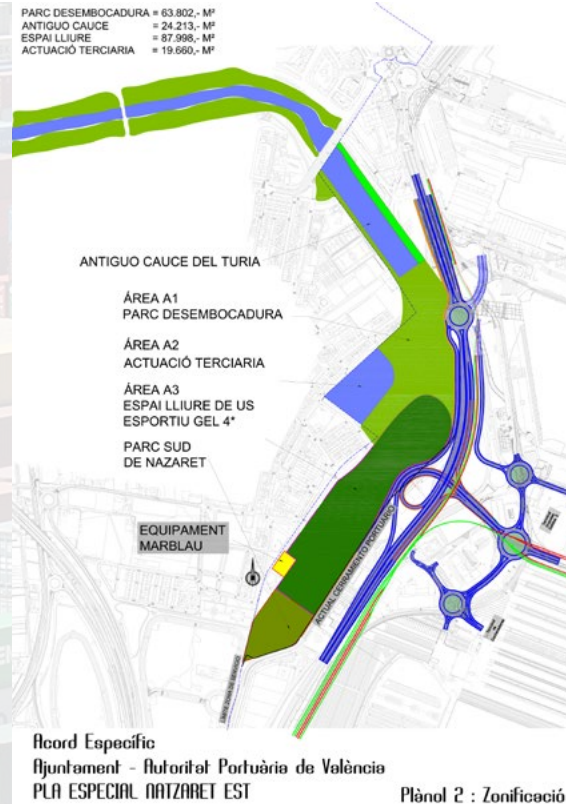 PARC DESEMBOCADURA = 63.802,- M²
ANTIGUO CAUCE = 24.213,- M²
ESPAI LLIURE = 87.998,- M²
ACTUACIÓ TERCIARIA = 19.660,- M²
ANTIGUO CAUCE DEL TURIA
ÁREA A1
PARC DESEMBOCADURA
ÁREA A2
ACTUACIÓ TERCIARIA
ÁREA A3
ESPAI LLIURE DE US
ESPORTIU GEL 4*
PARC SUD
DE NAZARET
EQUIPAMENT
MARBLAU
ACTUAL CERRAMIENTO PORTUARIO
Acord Específic
Ajuntament - Autoritat Portuària de València
PLA ESPECIAL NATZARET EST
Plànol 2 : Zonificació